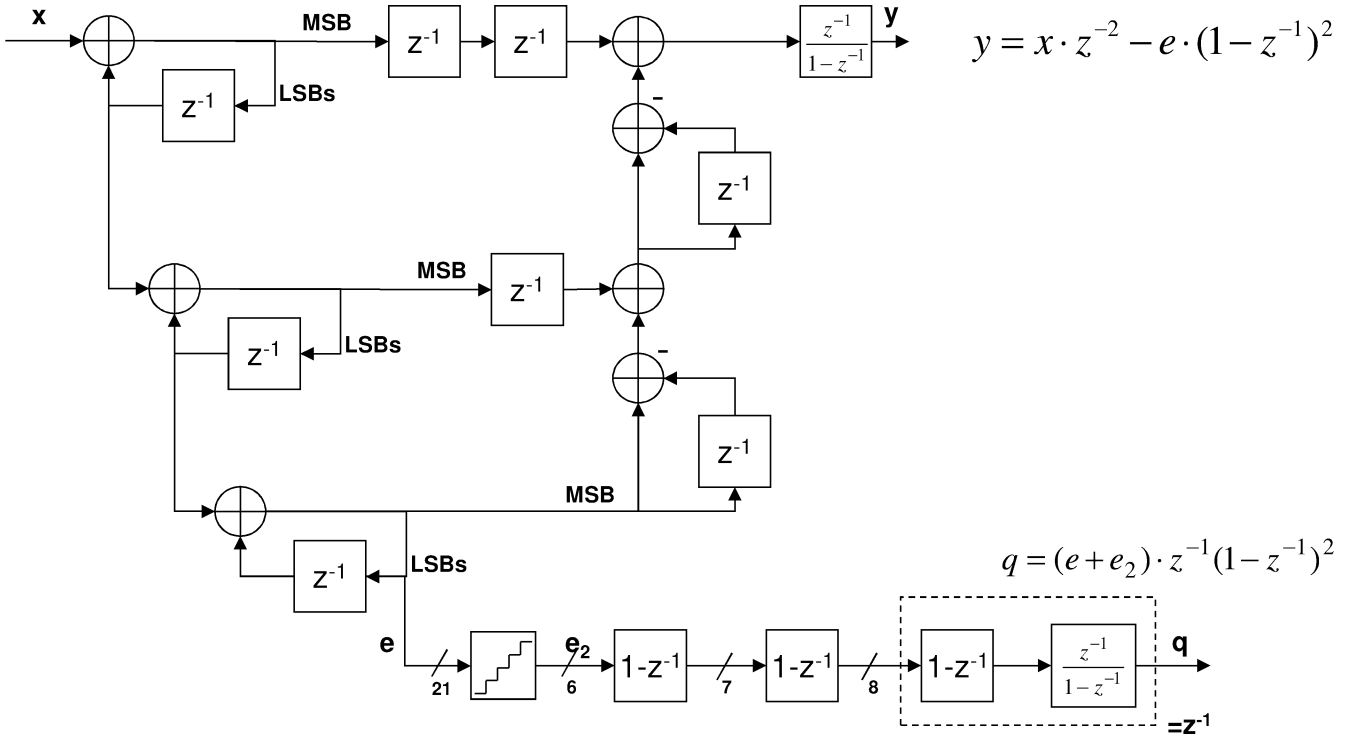 x
MSB
z⁻¹
z⁻¹
z⁻¹
1−z⁻¹
y
y = x·z⁻² − e·(1−z⁻¹)²
z⁻¹
LSBs
-
z⁻¹
MSB
z⁻¹
z⁻¹
LSBs
-
z⁻¹
MSB
z⁻¹
LSBs
q = (e+e₂)·z⁻¹(1−z⁻¹)²
e
21
e₂
6
1-z⁻¹
7
1-z⁻¹
8
1-z⁻¹
z⁻¹
1−z⁻¹
q
=z⁻¹